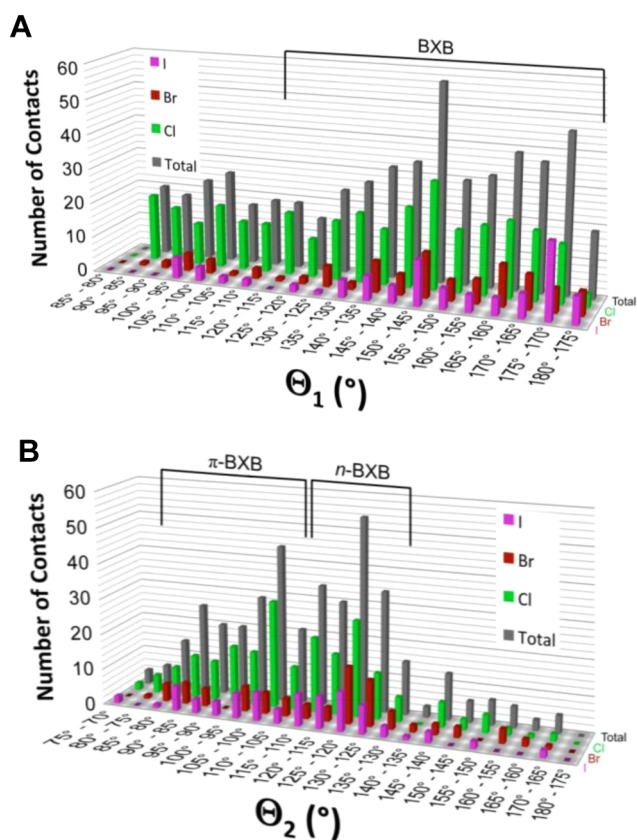 A
BXB
Number of Contacts
60
50
40
30
20
10
0
I
Br
Cl
Total
85° - 80°
90° - 85°
95° - 90°
100° - 95°
105° - 100°
110° - 105°
115° - 110°
120° - 115°
125° - 120°
130° - 125°
135° - 130°
140° - 135°
145° - 140°
150° - 145°
155° - 150°
160° - 155°
165° - 160°
175° - 170°
180° - 175°
Total
Cl
Br
I
Θ1 (°)
B
π-BXB
n-BXB
Number of Contacts
60
50
40
30
20
10
0
I
Br
Cl
Total
75° - 70°
80° - 75°
85° - 80°
90° - 85°
100° - 95°
105° - 100°
110° - 105°
115° - 110°
120° - 115°
125° - 120°
130° - 125°
135° - 130°
140° - 135°
145° - 140°
150° - 145°
155° - 150°
160° - 155°
165° - 160°
170° - 165°
180° - 175°
Total
Cl
Br
I
Θ2 (°)